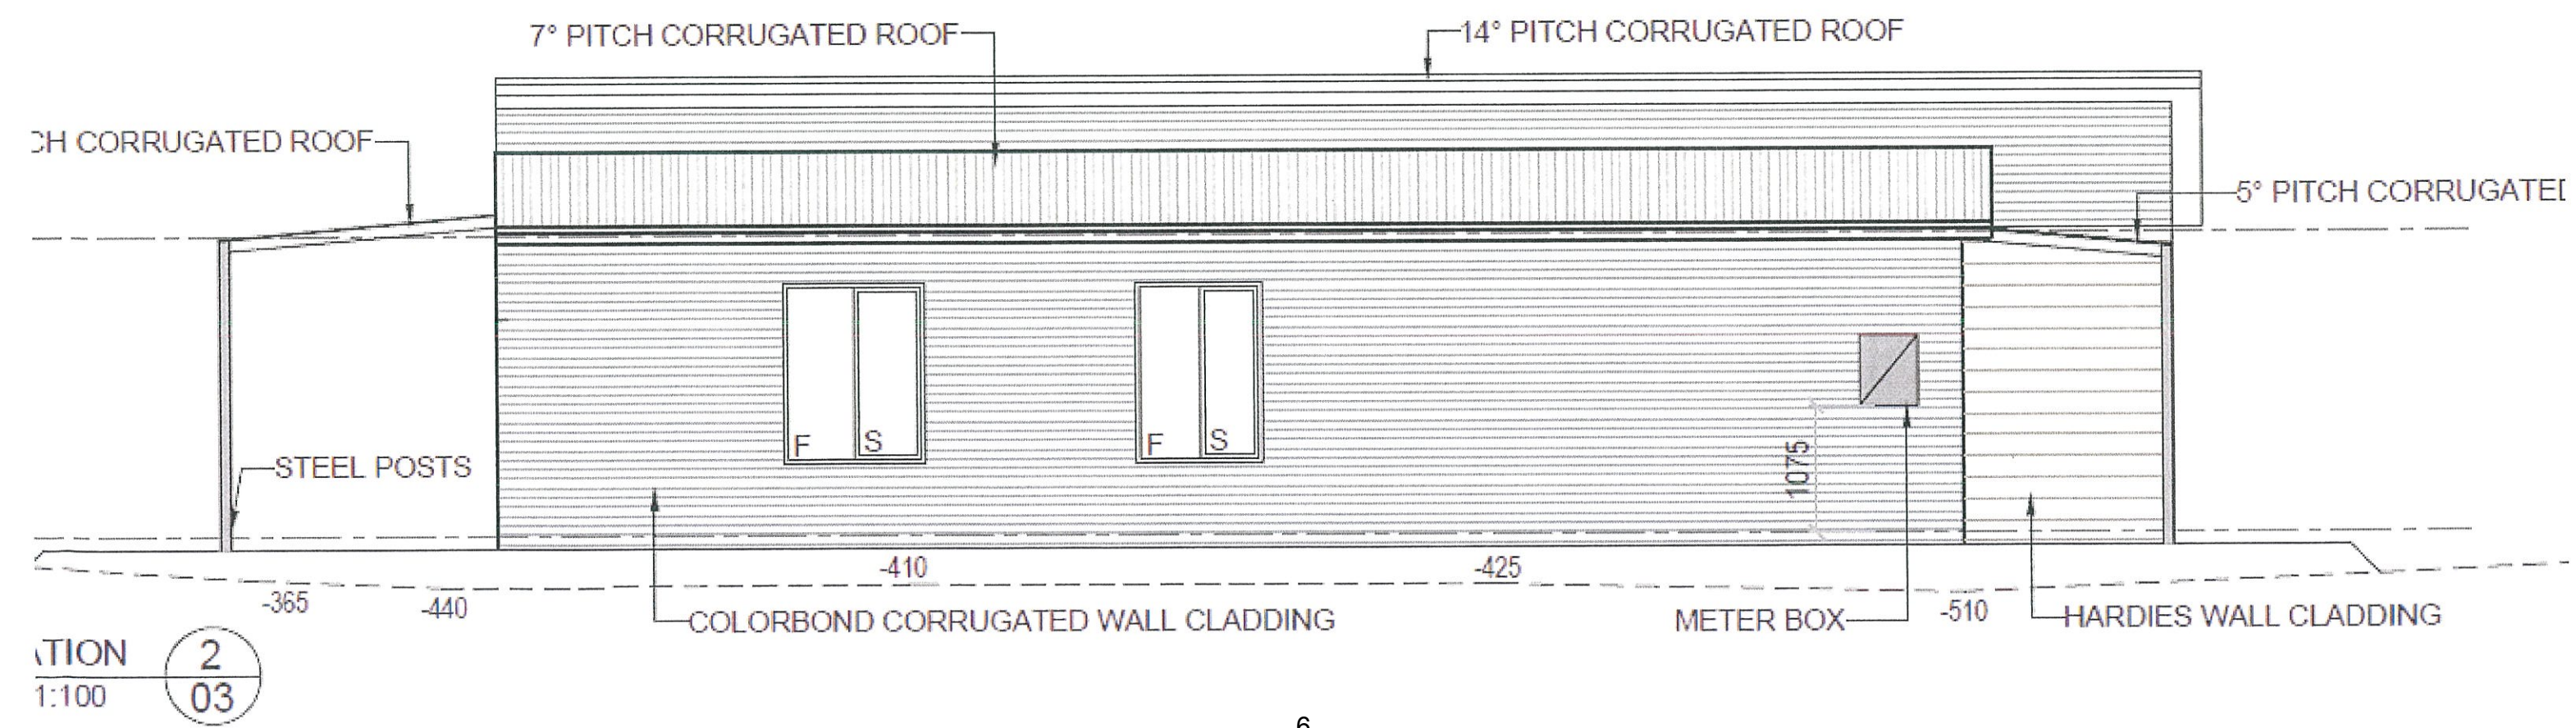 7° PITCH CORRUGATED ROOF
14° PITCH CORRUGATED ROOF
CH CORRUGATED ROOF
5° PITCH CORRUGATED
F S
F S
1075
STEEL POSTS
-410
-425
-365
-440
-510
COLORBOND CORRUGATED WALL CLADDING
METER BOX
HARDIES WALL CLADDING
ATION
2
1:100
03
6